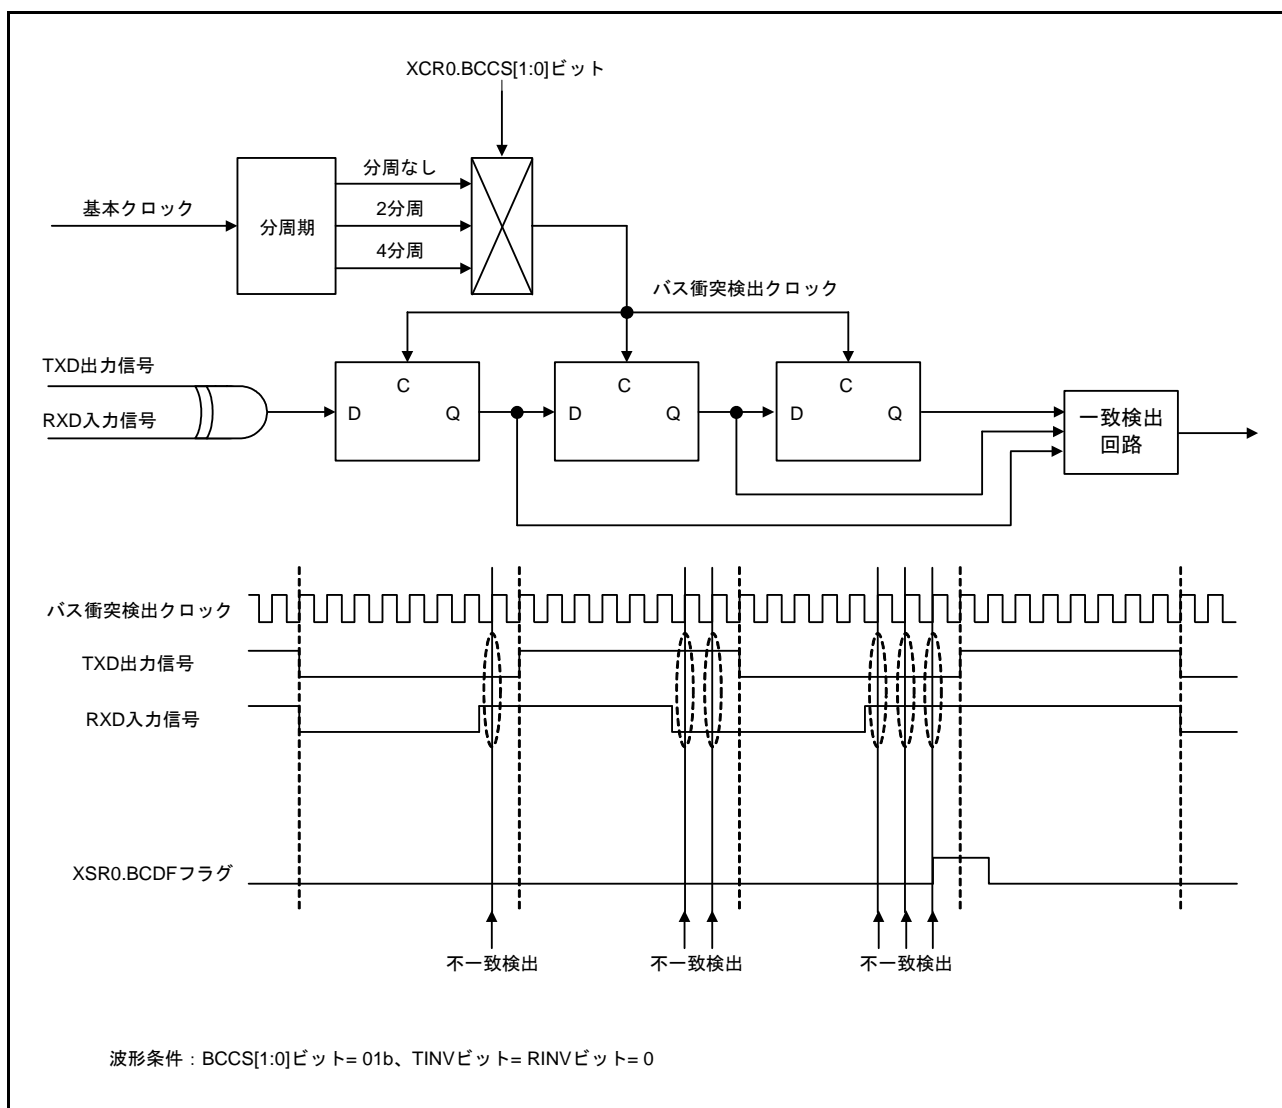 XCR0.BCCS[1:0]ビット
分周なし
基本クロック
分周期
2分周
4分周
バス衝突検出クロック
TXD出力信号
RXD入力信号
C
D
Q
C
D
Q
C
D
Q
一致検出
回路
バス衝突検出クロック
TXD出力信号
RXD入力信号
XSR0.BCDFフラグ
不一致検出
不一致検出
不一致検出
波形条件：BCCS[1:0]ビット= 01b、TINVビット= RINVビット= 0